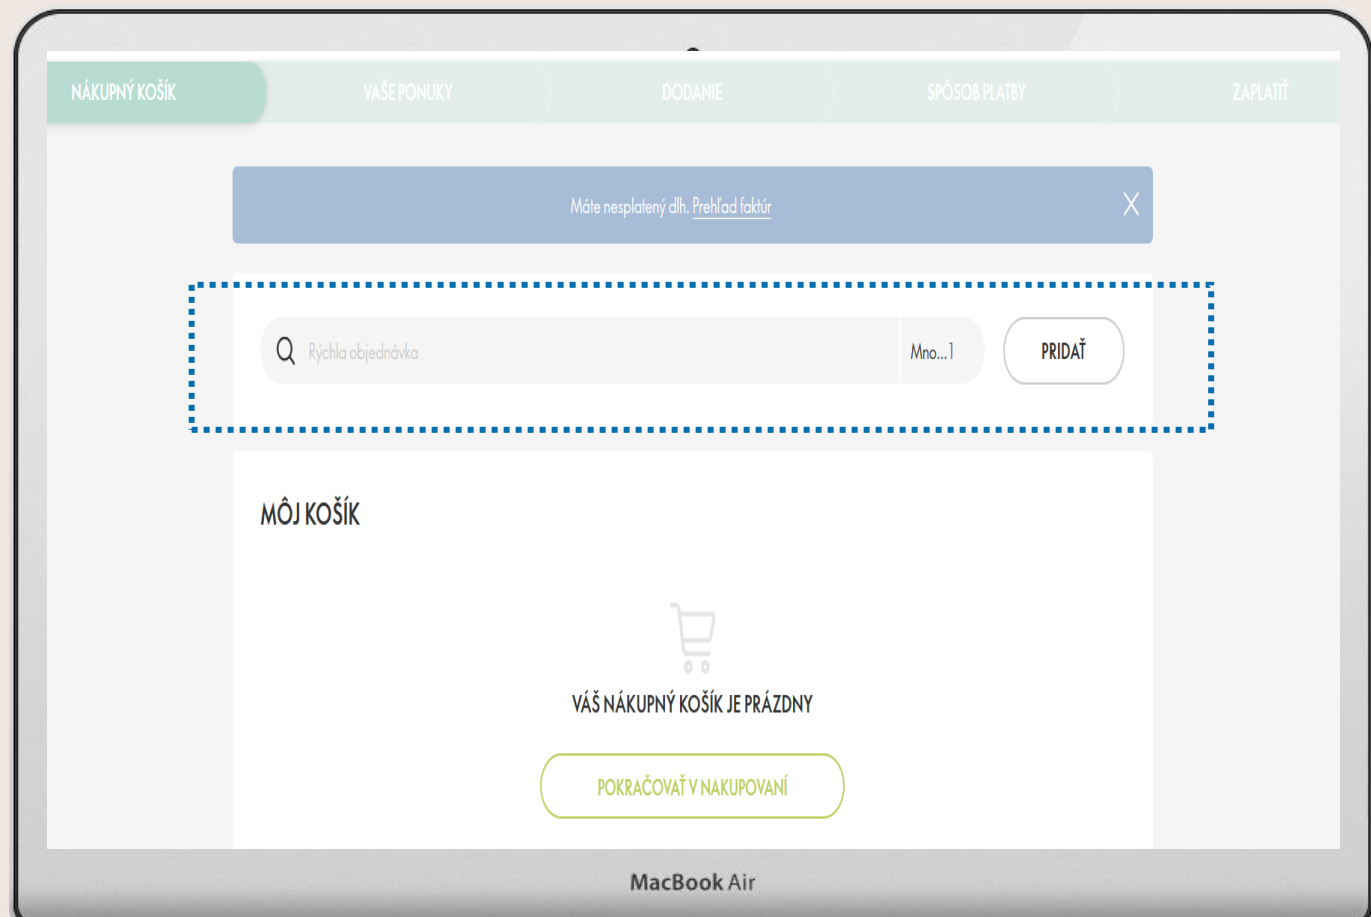 NÁKUPNÝ KOŠÍK VAŠE PONUKY DODANIE SPÔSOB PLATBY ZAPLATIŤ
Máte nesplatený dlh. Prehľad faktúr X
Rýchla objednávka Mno...1 PRIDAŤ
MÔJ KOŠÍK
VÁŠ NÁKUPNÝ KOŠÍK JE PRÁZDNY
POKRAČOVAŤ V NAKUPOVANÍ
MacBook Air